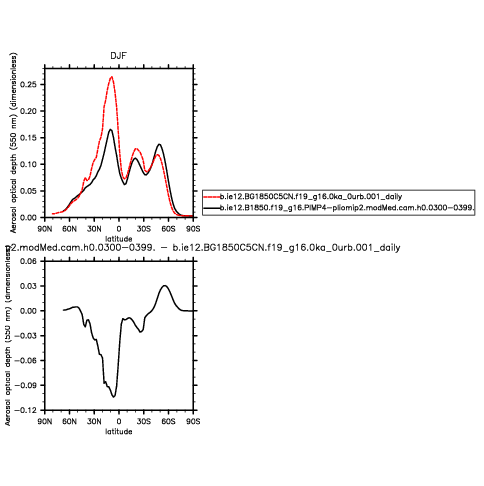 DJF
Aerosol optical depth (550 nm) (dimensionless)
0.25
0.20
0.15
0.10
0.05
0.00
90N 60N 30N 0 30S 60S 90S
latitude
b.ie12.BG1850C5CN.f19_g16.0ka_0urb.001_daily
b.ie12.B1850.f19_g16.PIMP4-pliomip2.modMed.cam.h0.0300-0399.
p2.modMed.cam.h0.0300-0399. - b.ie12.BG1850C5CN.f19_g16.0ka_0urb.001_daily
Aerosol optical depth (550 nm) (dimensionless)
0.06
0.03
0.00
-0.03
-0.06
-0.09
-0.12
90N 60N 30N 0 30S 60S 90S
latitude